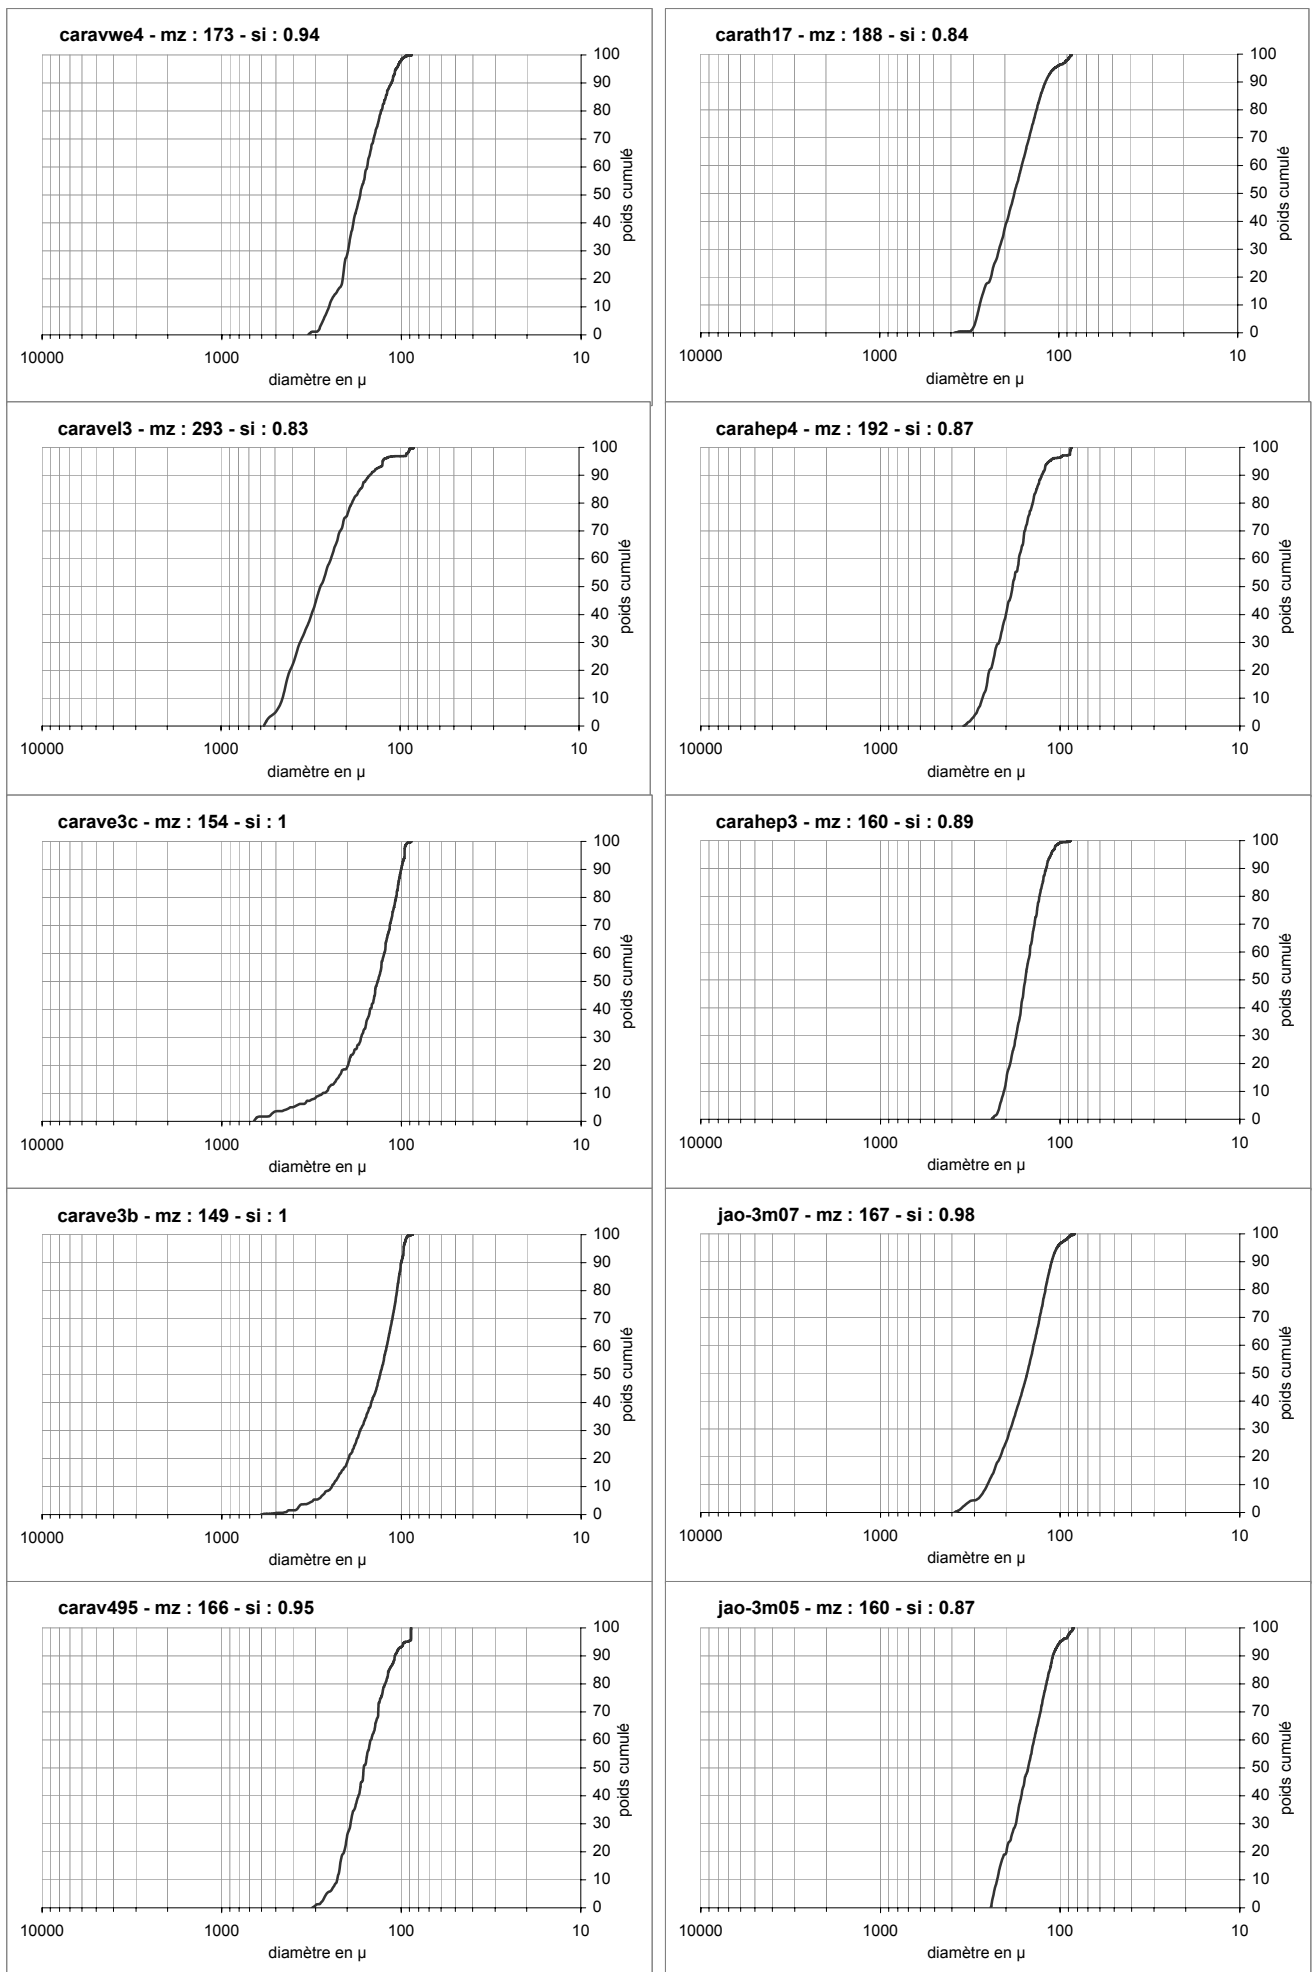 caravwe4 - mz : 173 - si : 0.94
100
90
80
70
60
50
40
30
20
10
0
poids cumulé
10000 1000 100 10
diamètre en µ
carath17 - mz : 188 - si : 0.84
100
90
80
70
60
50
40
30
20
10
0
poids cumulé
10000 1000 100 10
diamètre en µ
caravel3 - mz : 293 - si : 0.83
100
90
80
70
60
50
40
30
20
10
0
poids cumulé
10000 1000 100 10
diamètre en µ
carahep4 - mz : 192 - si : 0.87
100
90
80
70
60
50
40
30
20
10
0
poids cumulé
10000 1000 100 10
diamètre en µ
carave3c - mz : 154 - si : 1
100
90
80
70
60
50
40
30
20
10
0
poids cumulé
10000 1000 100 10
diamètre en µ
carahep3 - mz : 160 - si : 0.89
100
90
80
70
60
50
40
30
20
10
0
poids cumulé
10000 1000 100 10
diamètre en µ
carave3b - mz : 149 - si : 1
100
90
80
70
60
50
40
30
20
10
0
poids cumulé
10000 1000 100 10
diamètre en µ
jao-3m07 - mz : 167 - si : 0.98
100
90
80
70
60
50
40
30
20
10
0
poids cumulé
10000 1000 100 10
diamètre en µ
carav495 - mz : 166 - si : 0.95
100
90
80
70
60
50
40
30
20
10
0
poids cumulé
10000 1000 100 10
diamètre en µ
jao-3m05 - mz : 160 - si : 0.87
100
90
80
70
60
50
40
30
20
10
0
poids cumulé
10000 1000 100 10
diamètre en µ